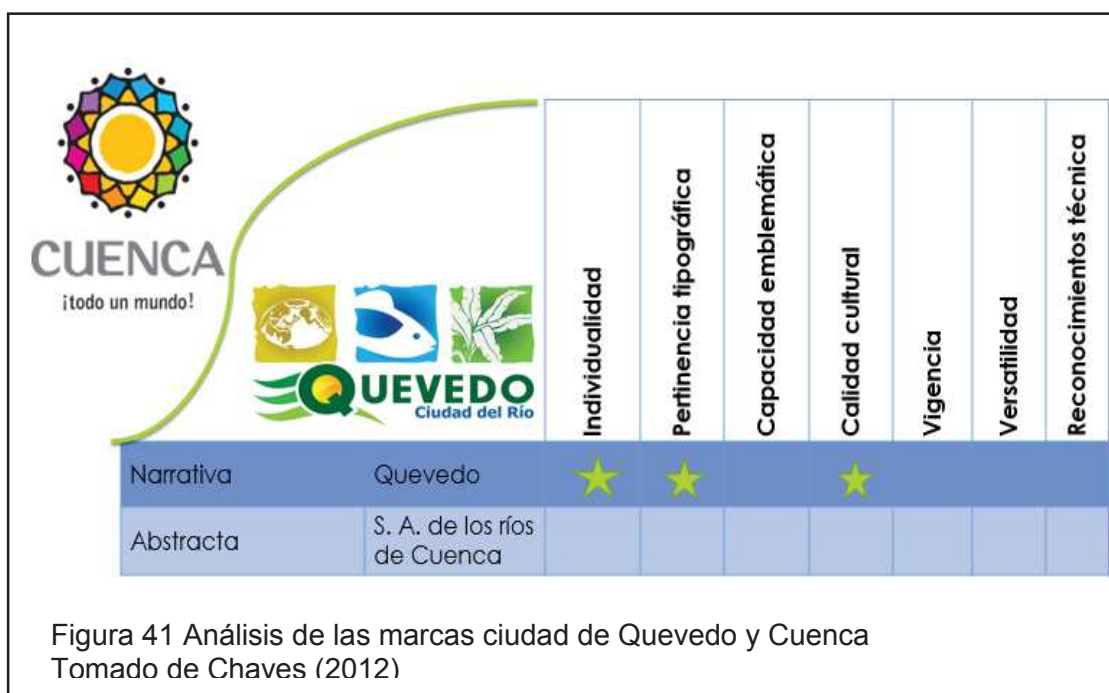 CUENCA
¡todo un mundo!
QUEVEDO
Ciudad del Río
Individualidad
Pertinencia tipográfica
Capacidad emblemática
Calidad cultural
Vigencia
Versatilidad
Reconocimientos técnica
Narrativa
Quevedo
Abstracta
S. A. de los ríos
de Cuenca
Figura 41 Análisis de las marcas ciudad de Quevedo y Cuenca
Tomado de Chaves (2012)